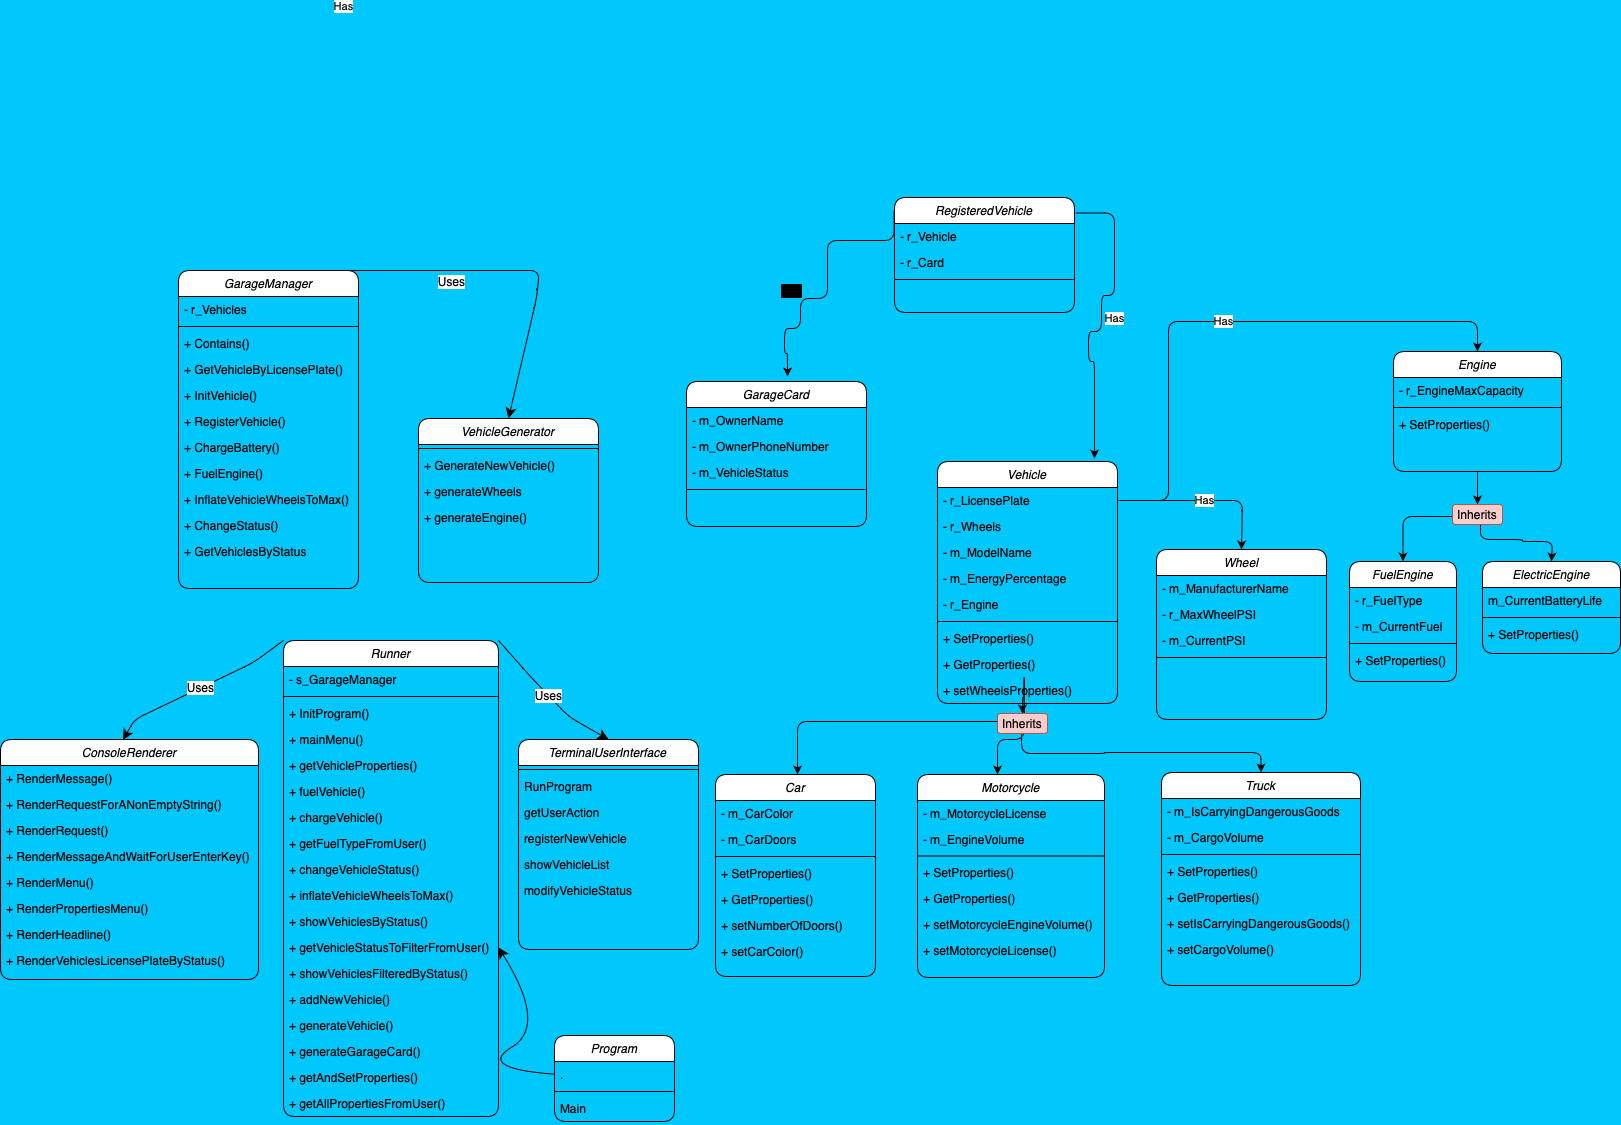 Has
RegisteredVehicle
- r_Vehicle
- r_Card
GarageManager
- r_Vehicles
+ Contains()
+ GetVehicleByLicensePlate()
+ InitVehicle()
+ RegisterVehicle()
+ ChargeBattery()
+ FuelEngine()
+ InflateVehicleWheelsToMax()
+ ChangeStatus()
+ GetVehiclesByStatus
Uses
VehicleGenerator
+ GenerateNewVehicle()
+ generateWheels
+ generateEngine()
GarageCard
- m_OwnerName
- m_OwnerPhoneNumber
- m_VehicleStatus
Has
Has
Engine
- r_EngineMaxCapacity
+ SetProperties()
Inherits
Vehicle
- r_LicensePlate
- r_Wheels
- m_ModelName
- m_EnergyPercentage
- r_Engine
+ SetProperties()
+ GetProperties()
+ setWheelsProperties()
Has
Wheel
- m_ManufacturerName
- r_MaxWheelPSI
- m_CurrentPSI
FuelEngine
- r_FuelType
- m_CurrentFuel
+ SetProperties()
ElectricEngine
m_CurrentBatteryLife
+ SetProperties()
Runner
- s_GarageManager
+ InitProgram()
+ mainMenu()
+ getVehicleProperties()
+ fuelVehicle()
+ chargeVehicle()
+ getFuelTypeFromUser()
+ changeVehicleStatus()
+ inflateVehicleWheelsToMax()
+ showVehiclesByStatus()
+ getVehicleStatusToFilterFromUser()
+ showVehiclesFilteredByStatus()
+ addNewVehicle()
+ generateVehicle()
+ generateGarageCard()
+ getAndSetProperties()
+ getAllPropertiesFromUser()
Uses
Uses
ConsoleRenderer
+ RenderMessage()
+ RenderRequestForANonEmptyString()
+ RenderRequest()
+ RenderMessageAndWaitForUserEnterKey()
+ RenderMenu()
+ RenderPropertiesMenu()
+ RenderHeadline()
+ RenderVehiclesLicensePlateByStatus()
TerminalUserInterface
RunProgram
getUserAction
registerNewVehicle
showVehicleList
modifyVehicleStatus
Inherits
Car
- m_CarColor
- m_CarDoors
+ SetProperties()
+ GetProperties()
+ setNumberOfDoors()
+ setCarColor()
Motorcycle
- m_MotorcycleLicense
- m_EngineVolume
+ SetProperties()
+ GetProperties()
+ setMotorcycleEngineVolume()
+ setMotorcycleLicense()
Truck
- m_IsCarryingDangerousGoods
- m_CargoVolume
+ SetProperties()
+ GetProperties()
+ setIsCarryingDangerousGoods()
+ setCargoVolume()
Program
.
Main